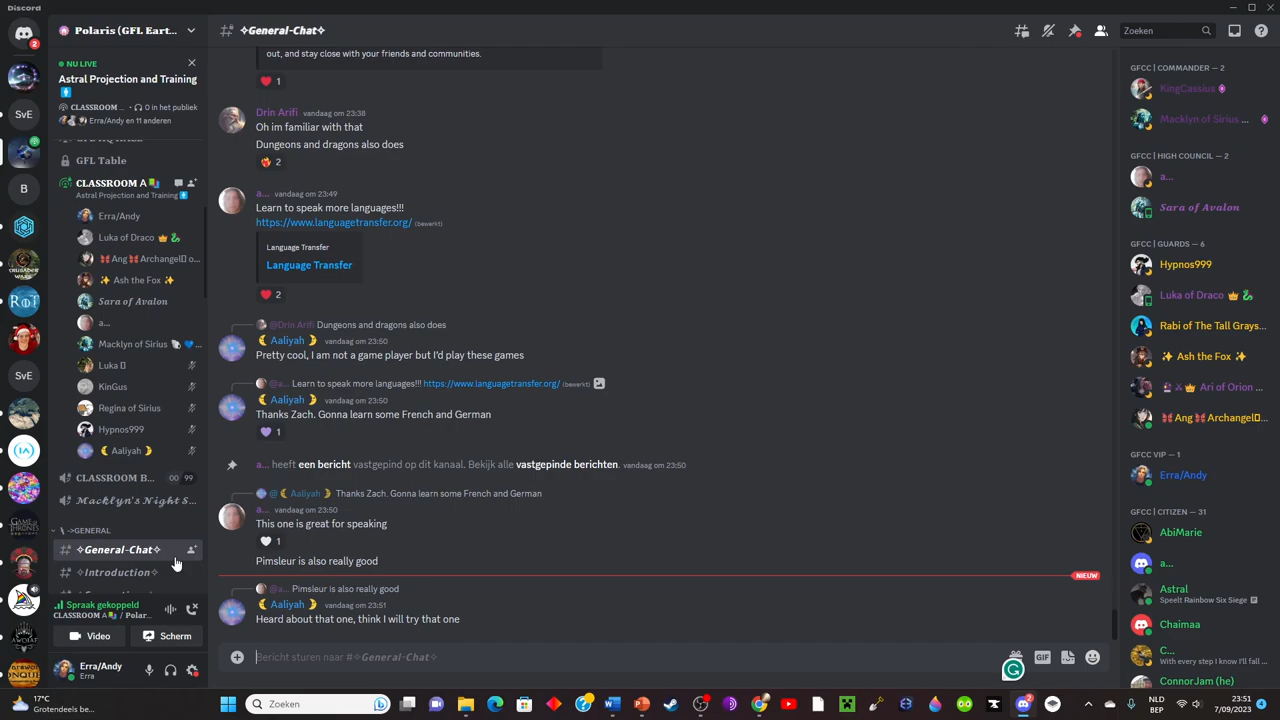 Discord
2
Polaris (GFL Eart...
✧General-Chat✧
Zoeken
NU LIVE
Astral Projection and Training
CLASSROOM ... · 0 in het publiek
Erra/Andy en 11 anderen
GFL Table
CLASSROOM A
Astral Projection and Training
Erra/Andy
Luka of Draco
Ang Archangel o...
Ash the Fox
Sara of Avalon
a...
Macklyn of Sirius
Luka
KinGus
Regina of Sirius
Hypnos999
Aaliyah
CLASSROOM B... 00 99
Macklyn's Night S...
->GENERAL
✧General-Chat✧
✧Introduction✧
Spraak gekoppeld
CLASSROOM A / Polar...
Video
Scherm
Erra/Andy
Erra
SvE
B
CRUSADER WARS
RoT
SvE
IA
GAME OF THRONES
out, and stay close with your friends and communities.
1
Drin Arifi vandaag om 23:38
Oh im familiar with that
Dungeons and dragons also does
2
a... vandaag om 23:49
Learn to speak more languages!!!
https://www.languagetransfer.org/ (bewerkt)
Language Transfer
Language Transfer
2
@Drin Arifi Dungeons and dragons also does
Aaliyah vandaag om 23:50
Pretty cool, I am not a game player but I'd play these games
@a... Learn to speak more languages!!! https://www.languagetransfer.org/ (bewerkt)
Aaliyah vandaag om 23:50
Thanks Zach. Gonna learn some French and German
1
a... heeft een bericht vastgepind op dit kanaal. Bekijk alle vastgepinde berichten. vandaag om 23:50
@ Aaliyah Thanks Zach. Gonna learn some French and German
a... vandaag om 23:50
This one is great for speaking
1
Pimsleur is also really good
NIEUW
@a... Pimsleur is also really good
Aaliyah vandaag om 23:51
Heard about that one, think I will try that one
Bericht sturen naar #✧General-Chat✧
GIF
GFCC | COMMANDER — 2
KingCassius
Macklyn of Sirius ...
GFCC | HIGH COUNCIL — 2
a...
Sara of Avalon
GFCC | GUARDS — 6
Hypnos999
Luka of Draco
Rabi of The Tall Grays...
Ash the Fox
Ari of Orion ...
Ang Archangel...
GFCC VIP — 1
Erra/Andy
GFCC | CITIZEN — 31
AbiMarie
a...
Astral
Speelt Rainbow Six Siege
Chaimaa
C...
With every step I know I'll fall ...
ConnorJam (he)
17°C
Grotendeels be...
Zoeken
NLD
BEP
23:51
7/09/2023